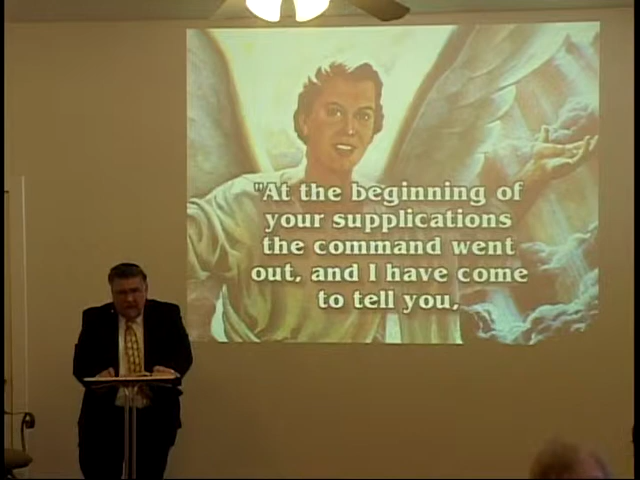 "At the beginning of
your supplications
the command went
out, and I have come
to tell you,